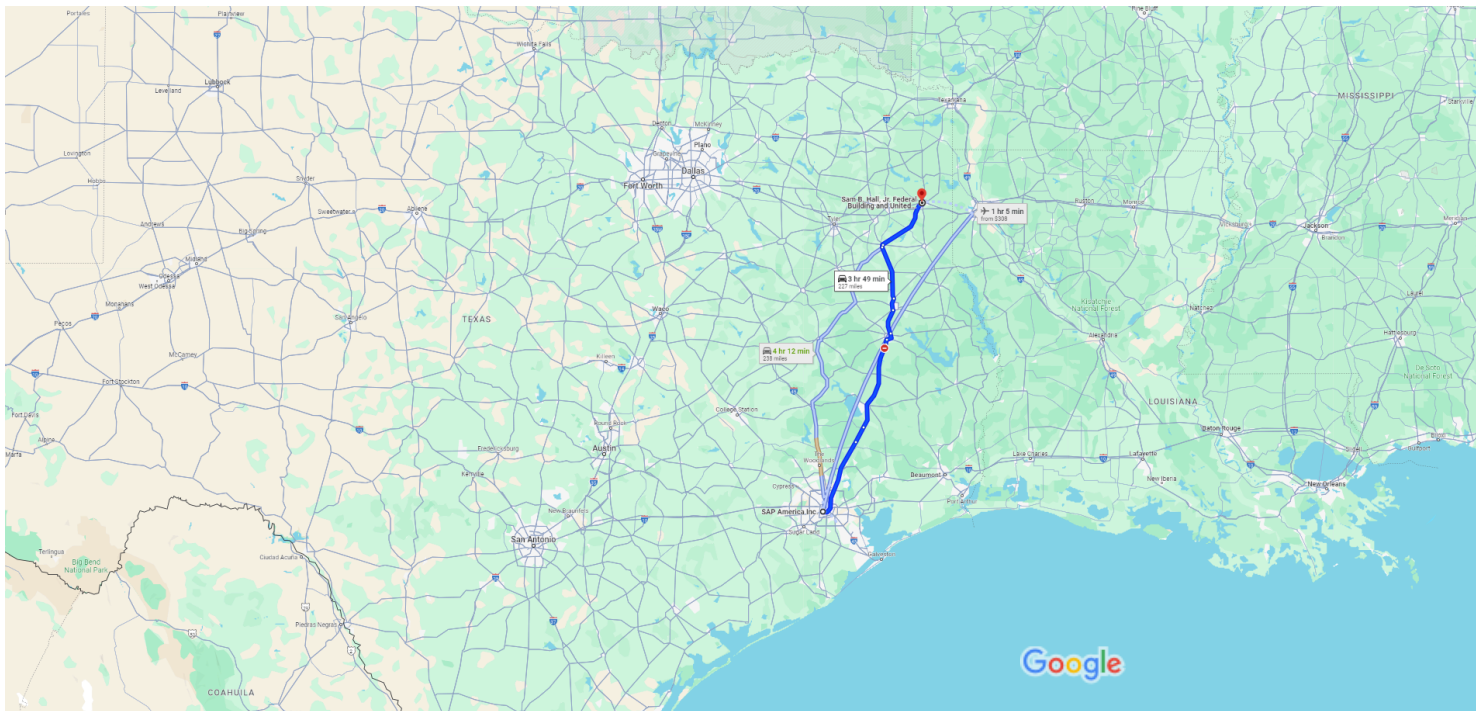 Portales
Plainview
Pine Bluff
Wichita Falls
MISSISSIPPI
Starkville
Lubbock
Levelland
Texarkana
Denton
McKinney
Lovington
Grapevine
Plano
Dallas
Fort Worth
Hobbs
Snyder
Sam B. Hall, Jr. Federal
Building and United...
Ruston
Monroe
1 hr 5 min
from $308
Sweetwater
Abilene
Tyler
Vicksburg
Jackson
Brandon
Meridian
Andrews
Big Spring
Midland
Odessa
West Odessa
3 hr 49 min
227 miles
Monahans
Kisatchie
National Forest
Natchez
Laurel
Pecos
San Angelo
TEXAS
Waco
Alexandria
Hattiesburg
McCamey
4 hr 12 min
239 miles
Killeen
De Soto
National Forest
Fort Stockton
LOUISIANA
Fort Davis
College Station
Round Rock
Baton Rouge
Alpine
Marfa
Fredericksburg
Austin
The
Woodlands
Slidell
Biloxi
Gulfport
Kerrville
Beaumont
Lake Charles
Lafayette
Cypress
Port Arthur
New Iberia
New Orleans
New Braunfels
SAP America Inc.
San Antonio
Sugar Land
Terlingua
Big Bend
National Park
Ciudad Acuña
Galveston
Piedras Negras
COAHUILA
Google